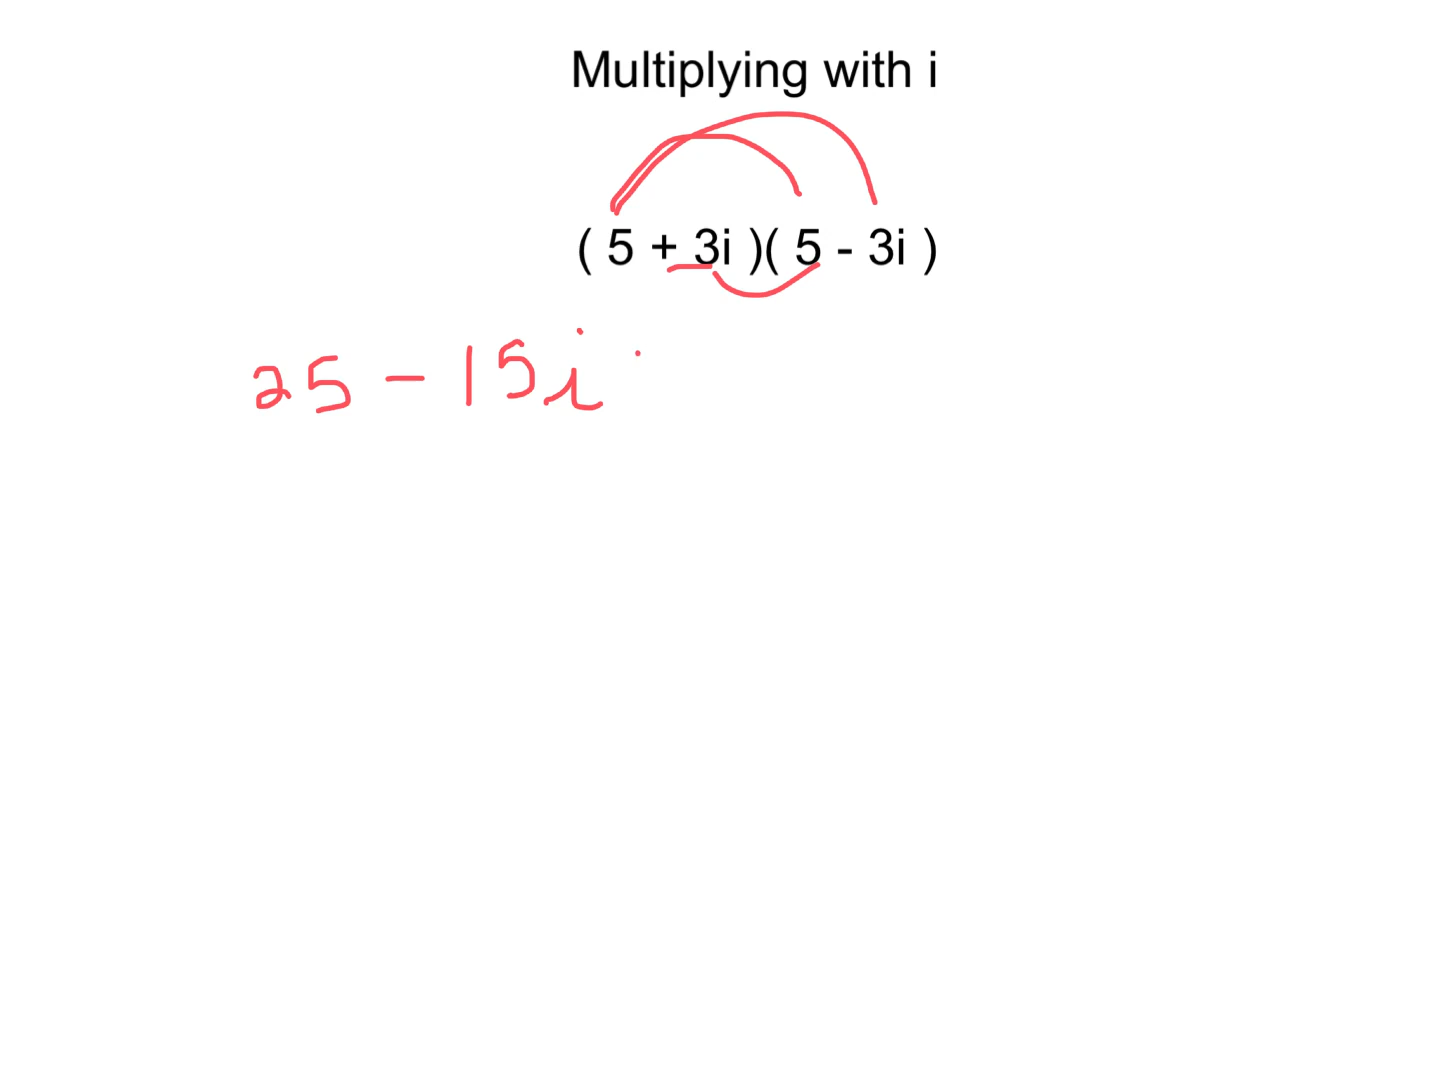 Multiplying with i
( 5 + 3i )( 5 - 3i )
25 - 15i